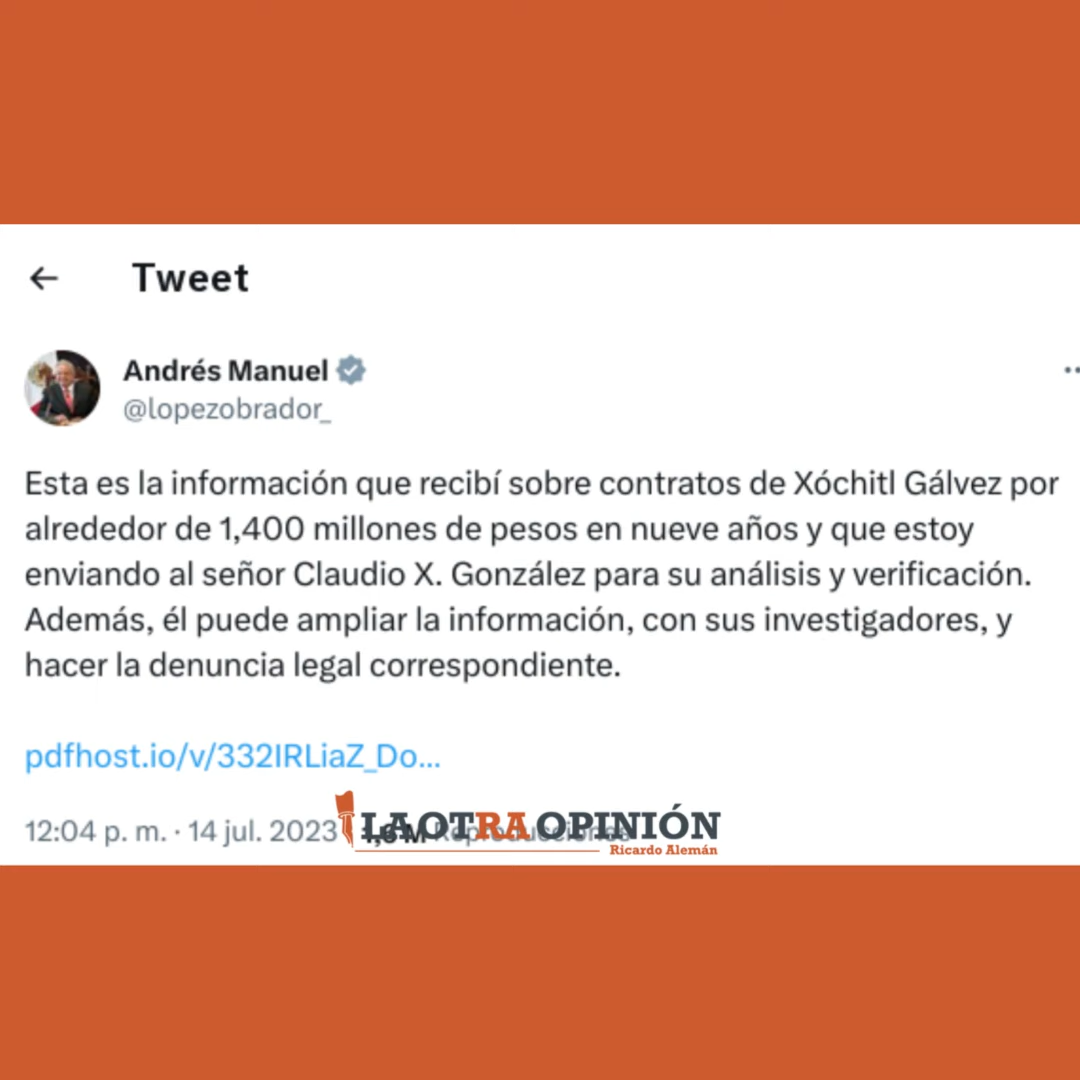 Tweet
Andrés Manuel
@lopezobrador_
Esta es la información que recibí sobre contratos de Xóchitl Gálvez por
alrededor de 1,400 millones de pesos en nueve años y que estoy
enviando al señor Claudio X. González para su análisis y verificación.
Además, él puede ampliar la información, con sus investigadores, y
hacer la denuncia legal correspondiente.
pdfhost.io/v/332IRLiaZ_Do...
12:04 p. m. · 14 jul. 2023
LA OTRA OPINIÓN
Ricardo Alemán